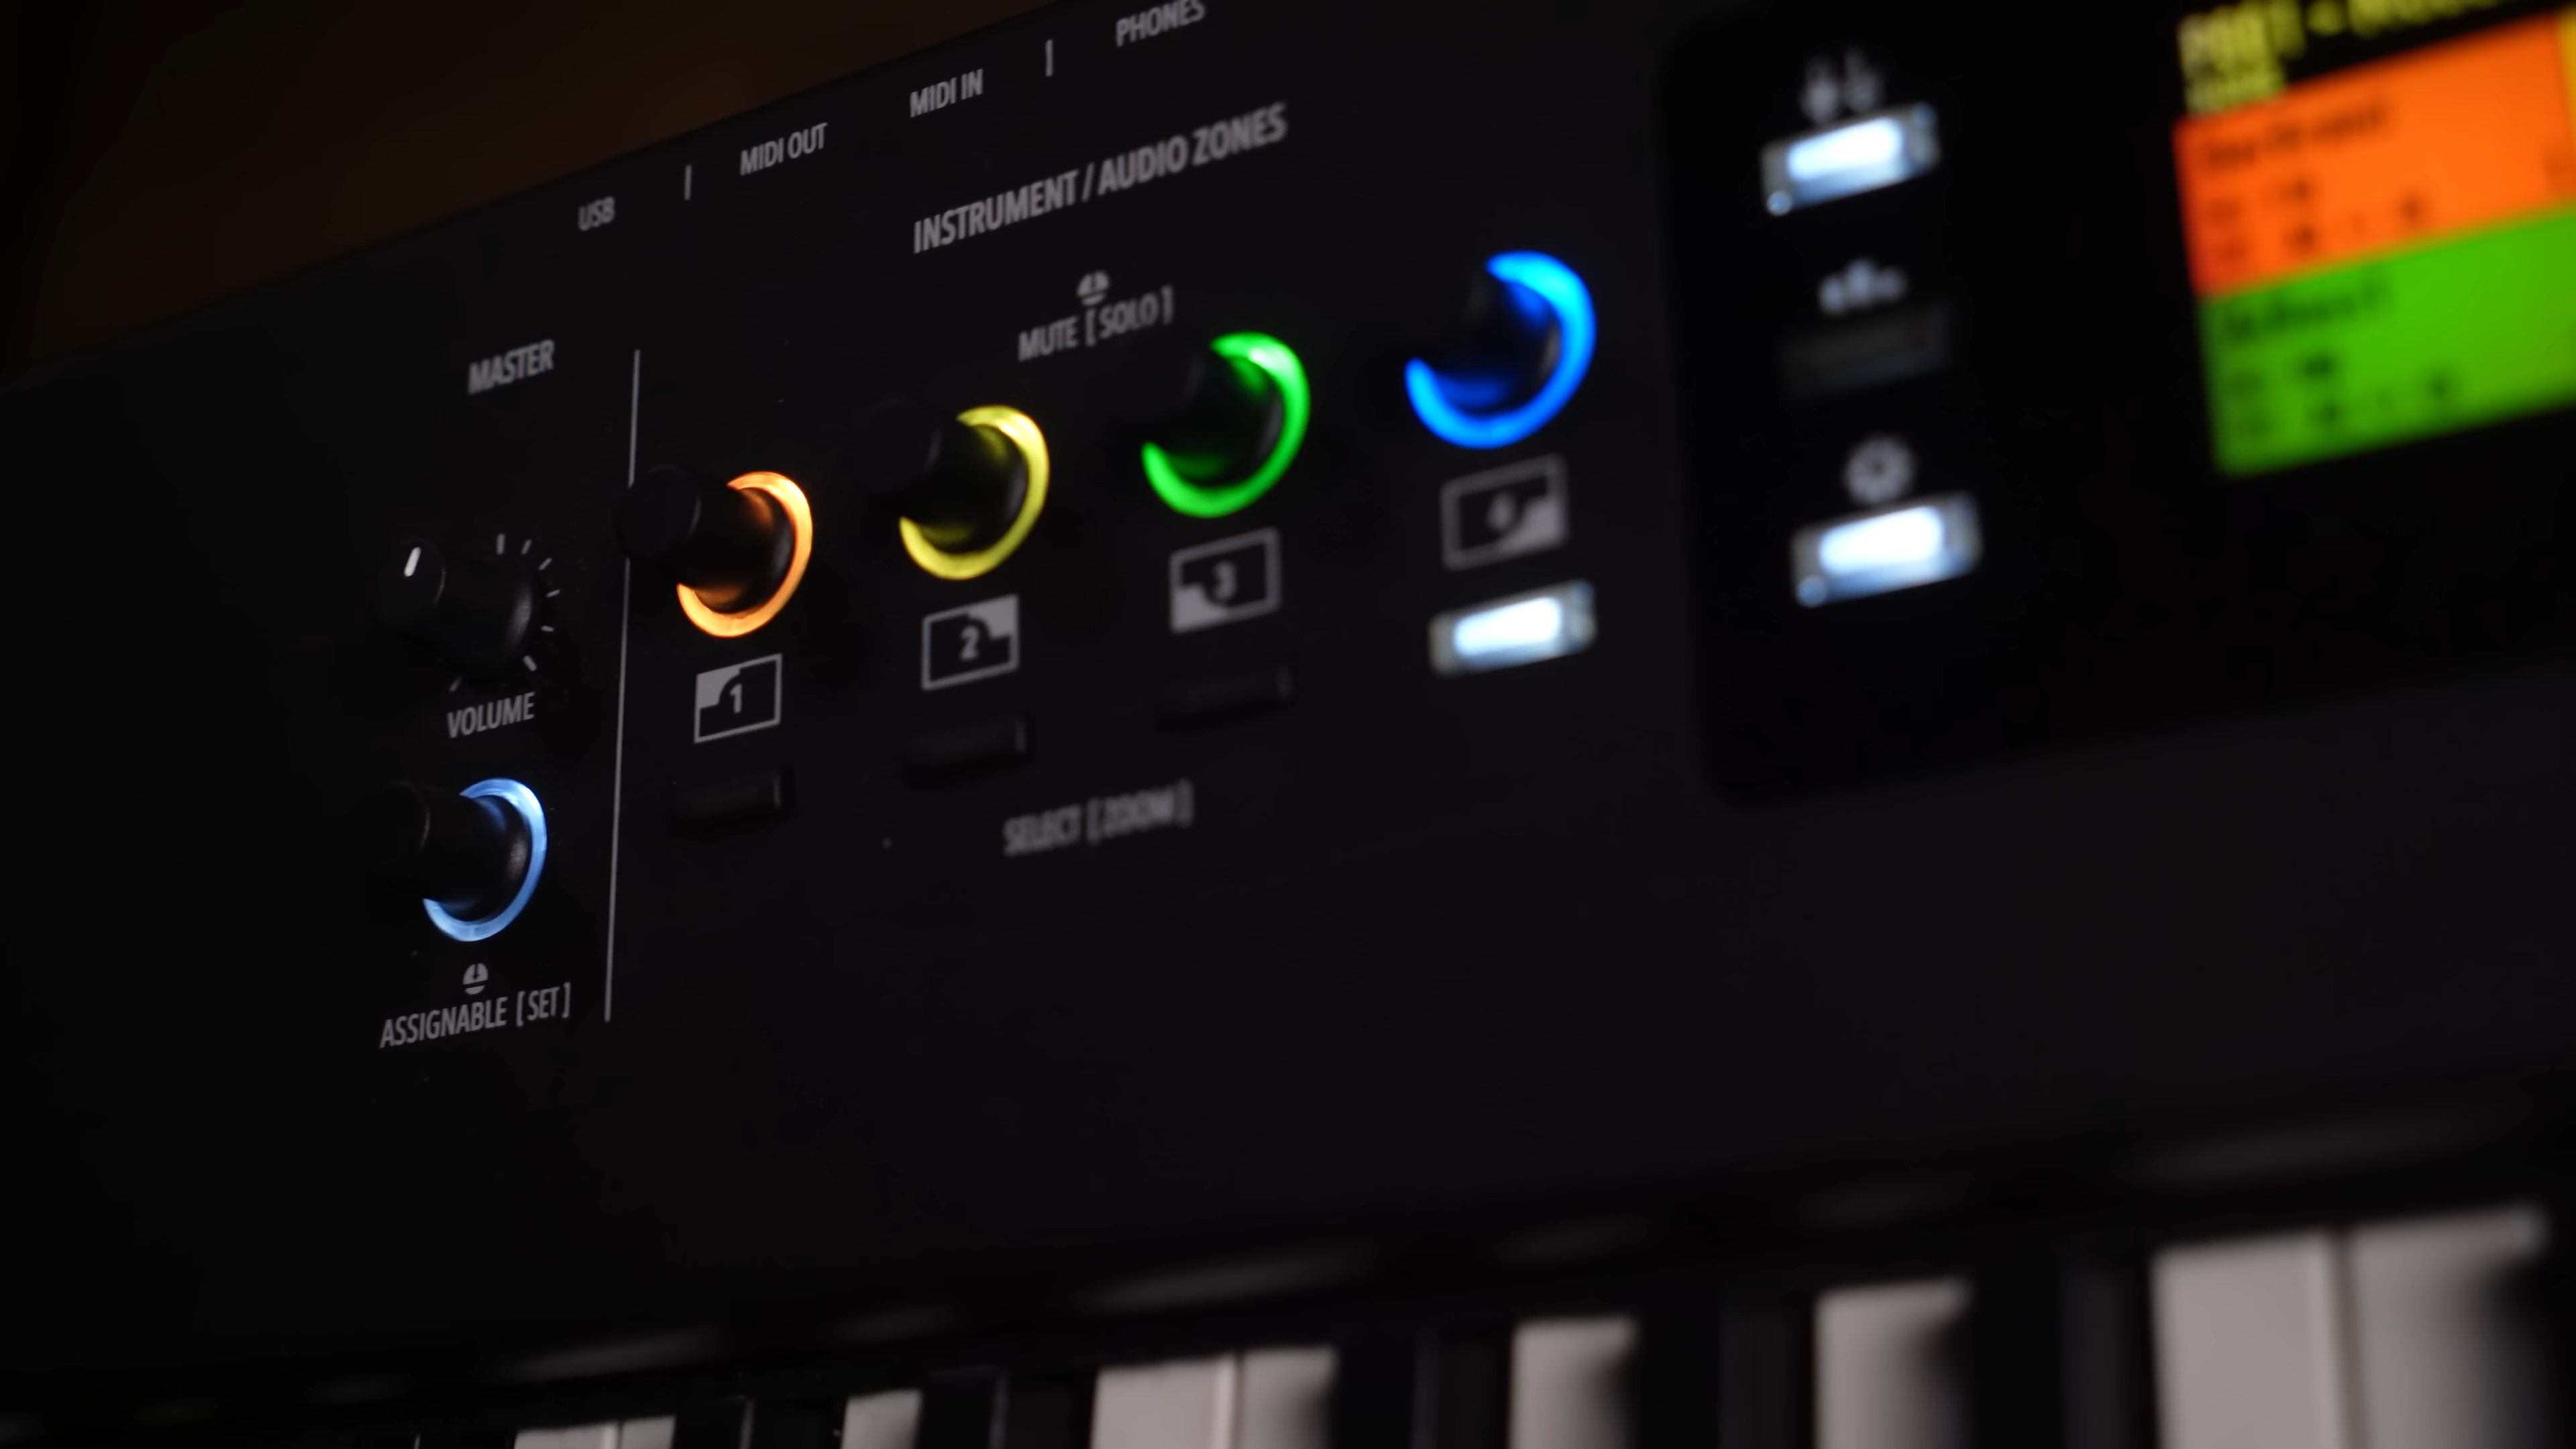 PHONES
MIDI IN
MIDI OUT
USB
INSTRUMENT / AUDIO ZONES
MUTE [ SOLO ]
MASTER
VOLUME
1
2
3
4
SELECT [ ZOOM ]
ASSIGNABLE [ SET ]